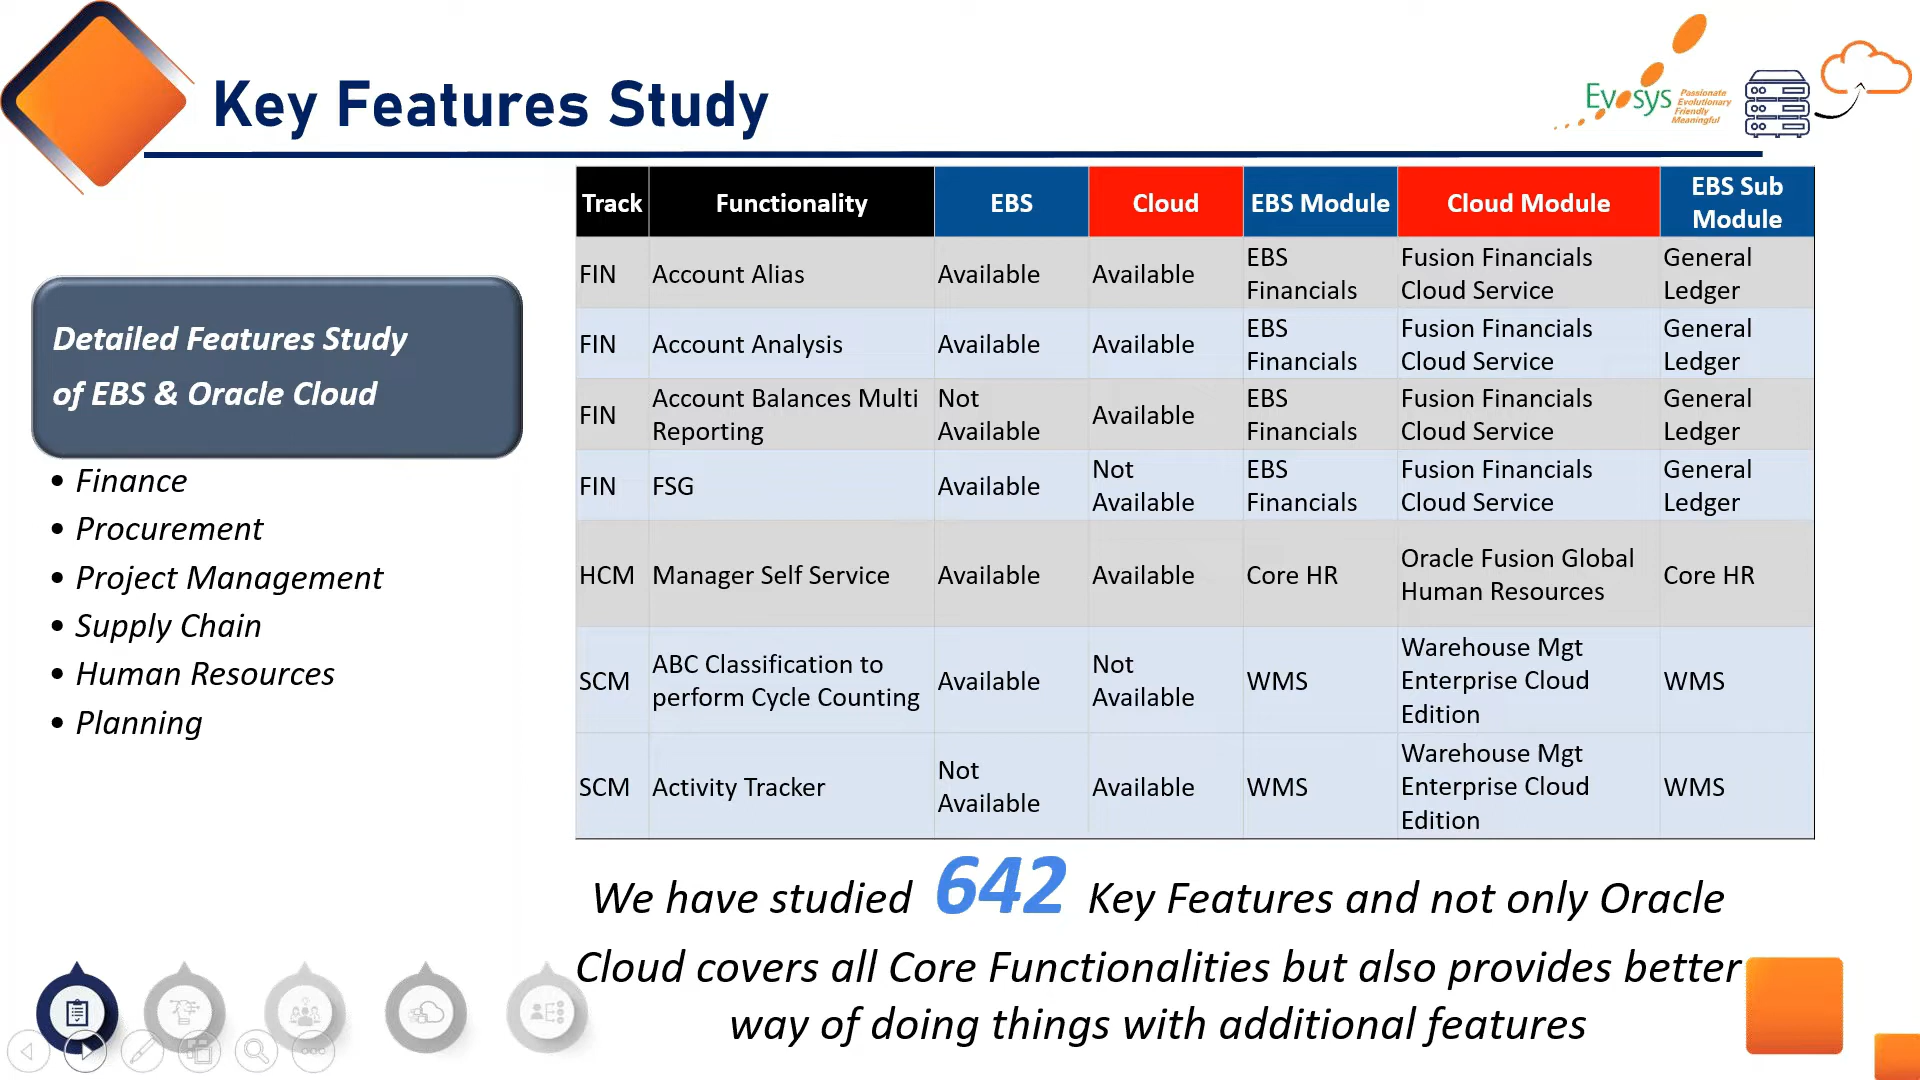 Key Features Study
Evosys
Passionate
Evolutionary
Friendly
Meaningful
Detailed Features Study
of EBS & Oracle Cloud
• Finance
• Procurement
• Project Management
• Supply Chain
• Human Resources
• Planning
Track Functionality EBS Cloud EBS Module Cloud Module EBS Sub
Module
FIN Account Alias Available Available EBS
Financials Fusion Financials
Cloud Service General
Ledger
FIN Account Analysis Available Available EBS
Financials Fusion Financials
Cloud Service General
Ledger
FIN Account Balances Multi
Reporting Not
Available Available EBS
Financials Fusion Financials
Cloud Service General
Ledger
FIN FSG Available Not
Available EBS
Financials Fusion Financials
Cloud Service General
Ledger
HCM Manager Self Service Available Available Core HR Oracle Fusion Global
Human Resources Core HR
SCM ABC Classification to
perform Cycle Counting Available Not
Available WMS Warehouse Mgt
Enterprise Cloud
Edition WMS
SCM Activity Tracker Not
Available Available WMS Warehouse Mgt
Enterprise Cloud
Edition WMS
We have studied 642 Key Features and not only Oracle
Cloud covers all Core Functionalities but also provides better
way of doing things with additional features